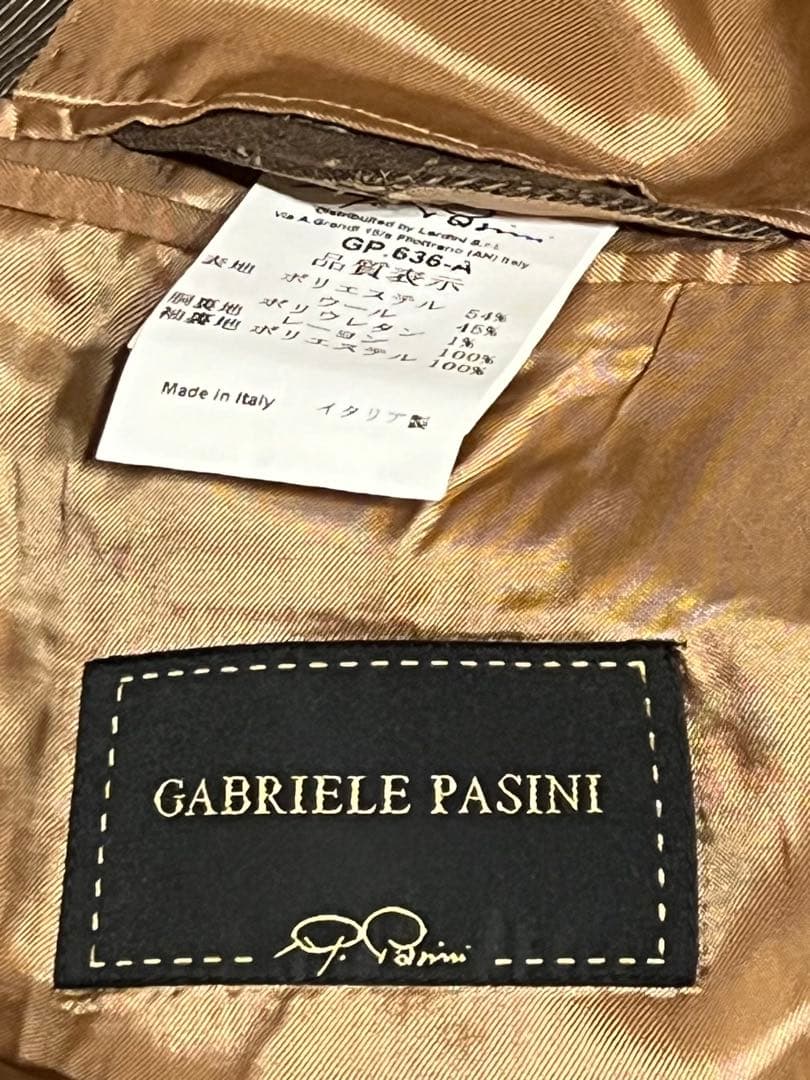 Distributed by Lardini S.r.l.
GP.636-A
品質表示
表地 ポリエステル 54%
ウール 45%
ポリウレタン 1%
胴裏地 レーヨン 100%
袖裏地 ポリエステル 100%
Made in Italy イタリア製
GABRIELE PASINI
G. Pasini